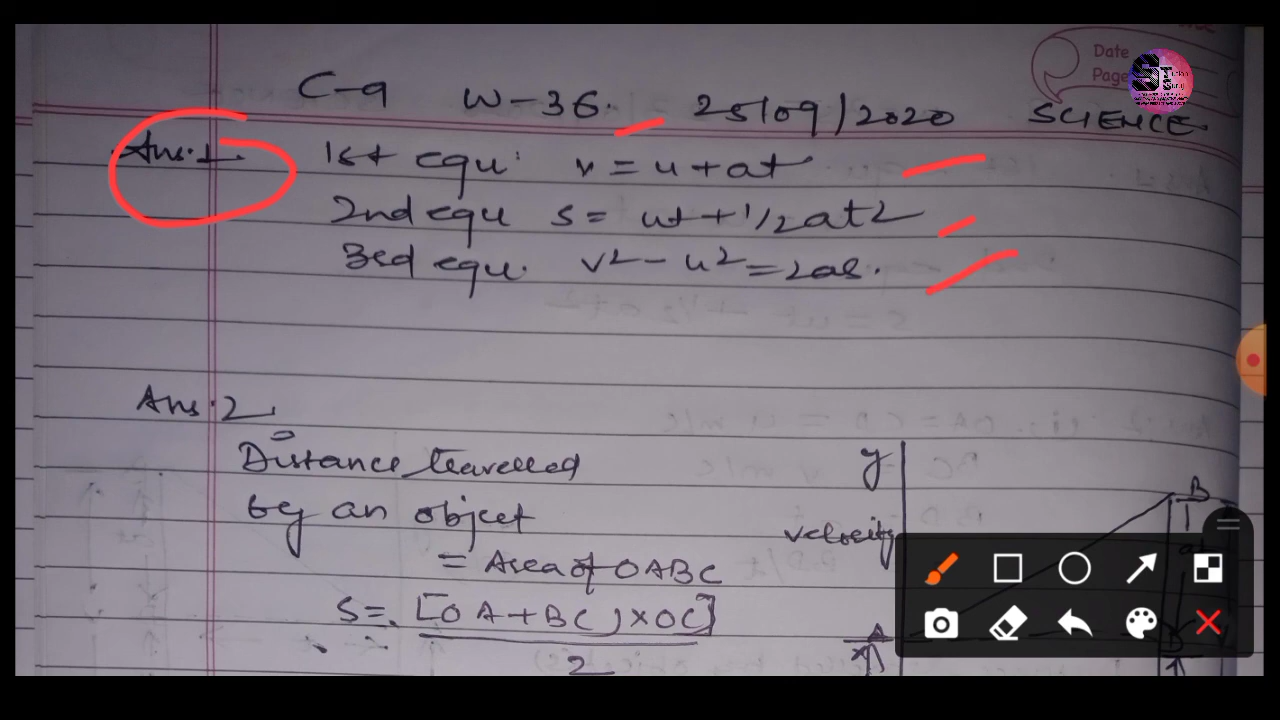 Date
Page
C-9 W-36. 25/09/2020 SCIENCE
Ans.1 1st equ: v = u + at
2nd equ s = ut + 1/2 at2
3rd equ. v2 - u2 = 2as.
Ans. 2
Distance travelled
by an object
= Area of OABC
S = [OA + BC) X OC]
2
y
velocity
B
A